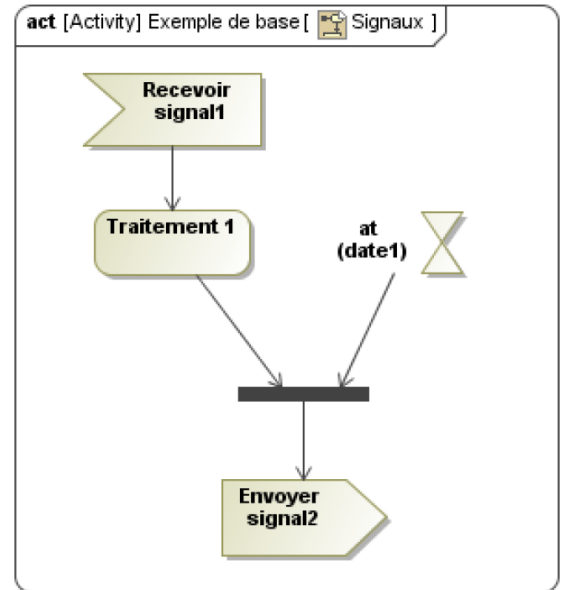 act [Activity] Exemple de base [ Signaux ]
Recevoir
signal1
Traitement 1
at
(date1)
Envoyer
signal2